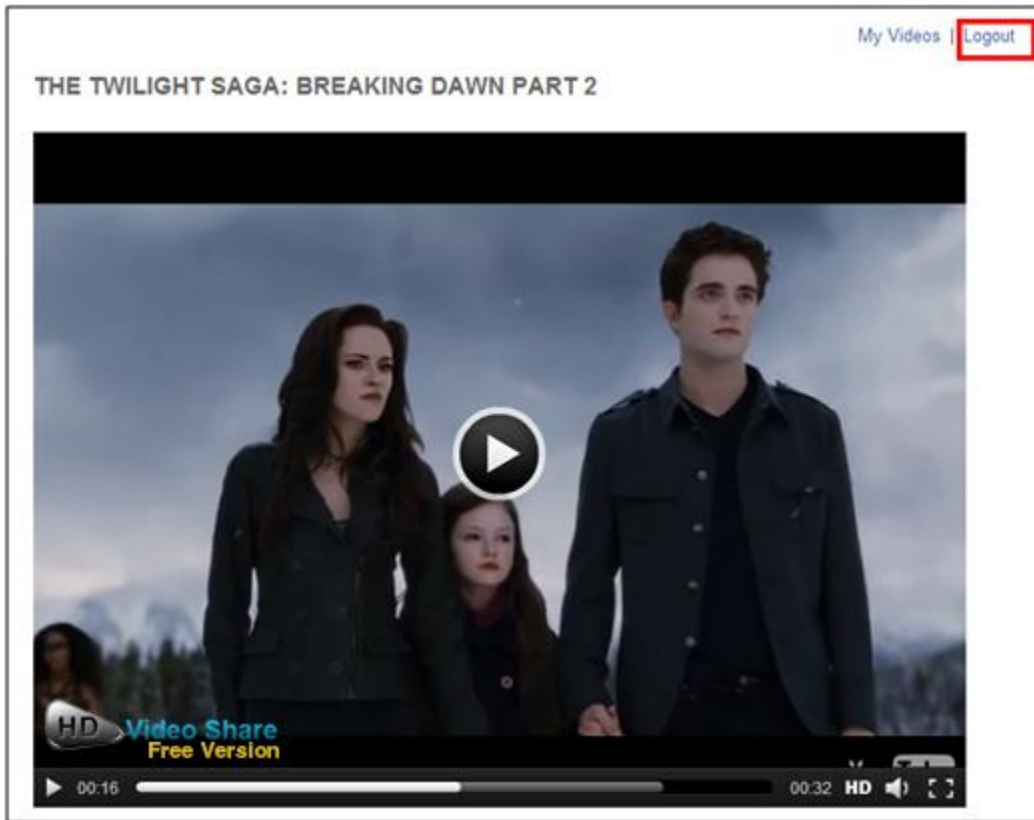 My Videos | Logout
THE TWILIGHT SAGA: BREAKING DAWN PART 2
HD Video Share
Free Version
00:16 00:32 HD